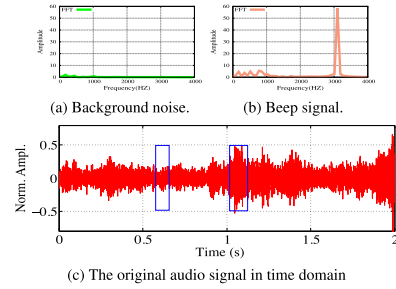 60 FFT 60 FFT
50 50
40 40
30 30
20 20
10 10
0 0
Amplitude Amplitude
0 1000 2000 3000 4000 0 1000 2000 3000 4000
Frequency(HZ) Frequency(HZ)
(a) Background noise. (b) Beep signal.
Norm. Ampl.
0.5
0
−0.5
0 0.5 1 1.5 2
Time (s)
(c) The original audio signal in time domain